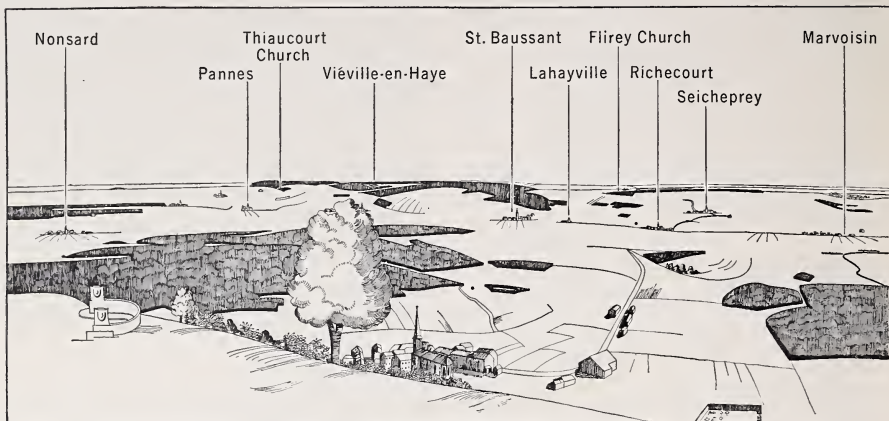 Nonsard
Thiaucourt
Church
Pannes
Viéville-en-Haye
St. Baussant
Flirey Church
Lahayville
Richecourt
Seicheprey
Marvoisin